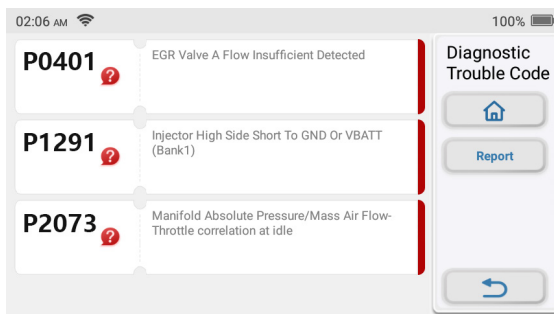 02:06 AM
100%
P0401
EGR Valve A Flow Insufficient Detected
P1291
Injector High Side Short To GND Or VBATT
(Bank1)
P2073
Manifold Absolute Pressure/Mass Air Flow-
Throttle correlation at idle
Diagnostic
Trouble Code
Report